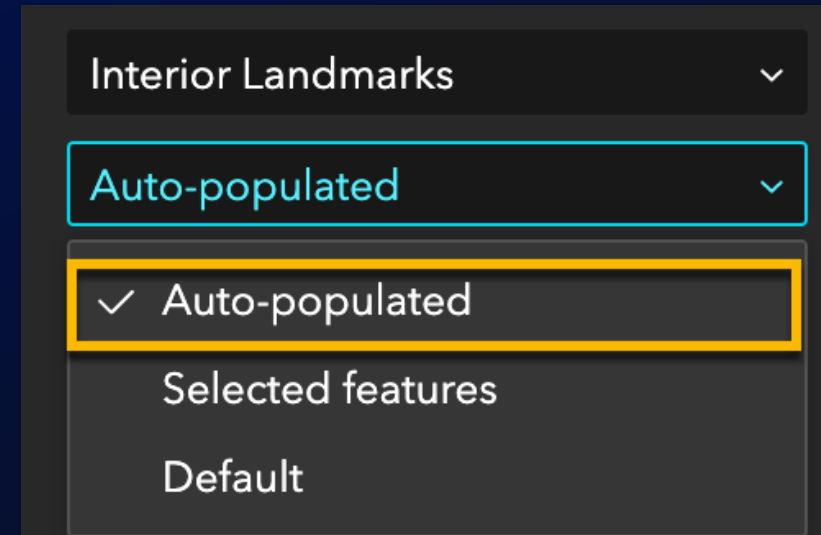 Interior Landmarks
Auto-populated
Auto-populated
Selected features
Default